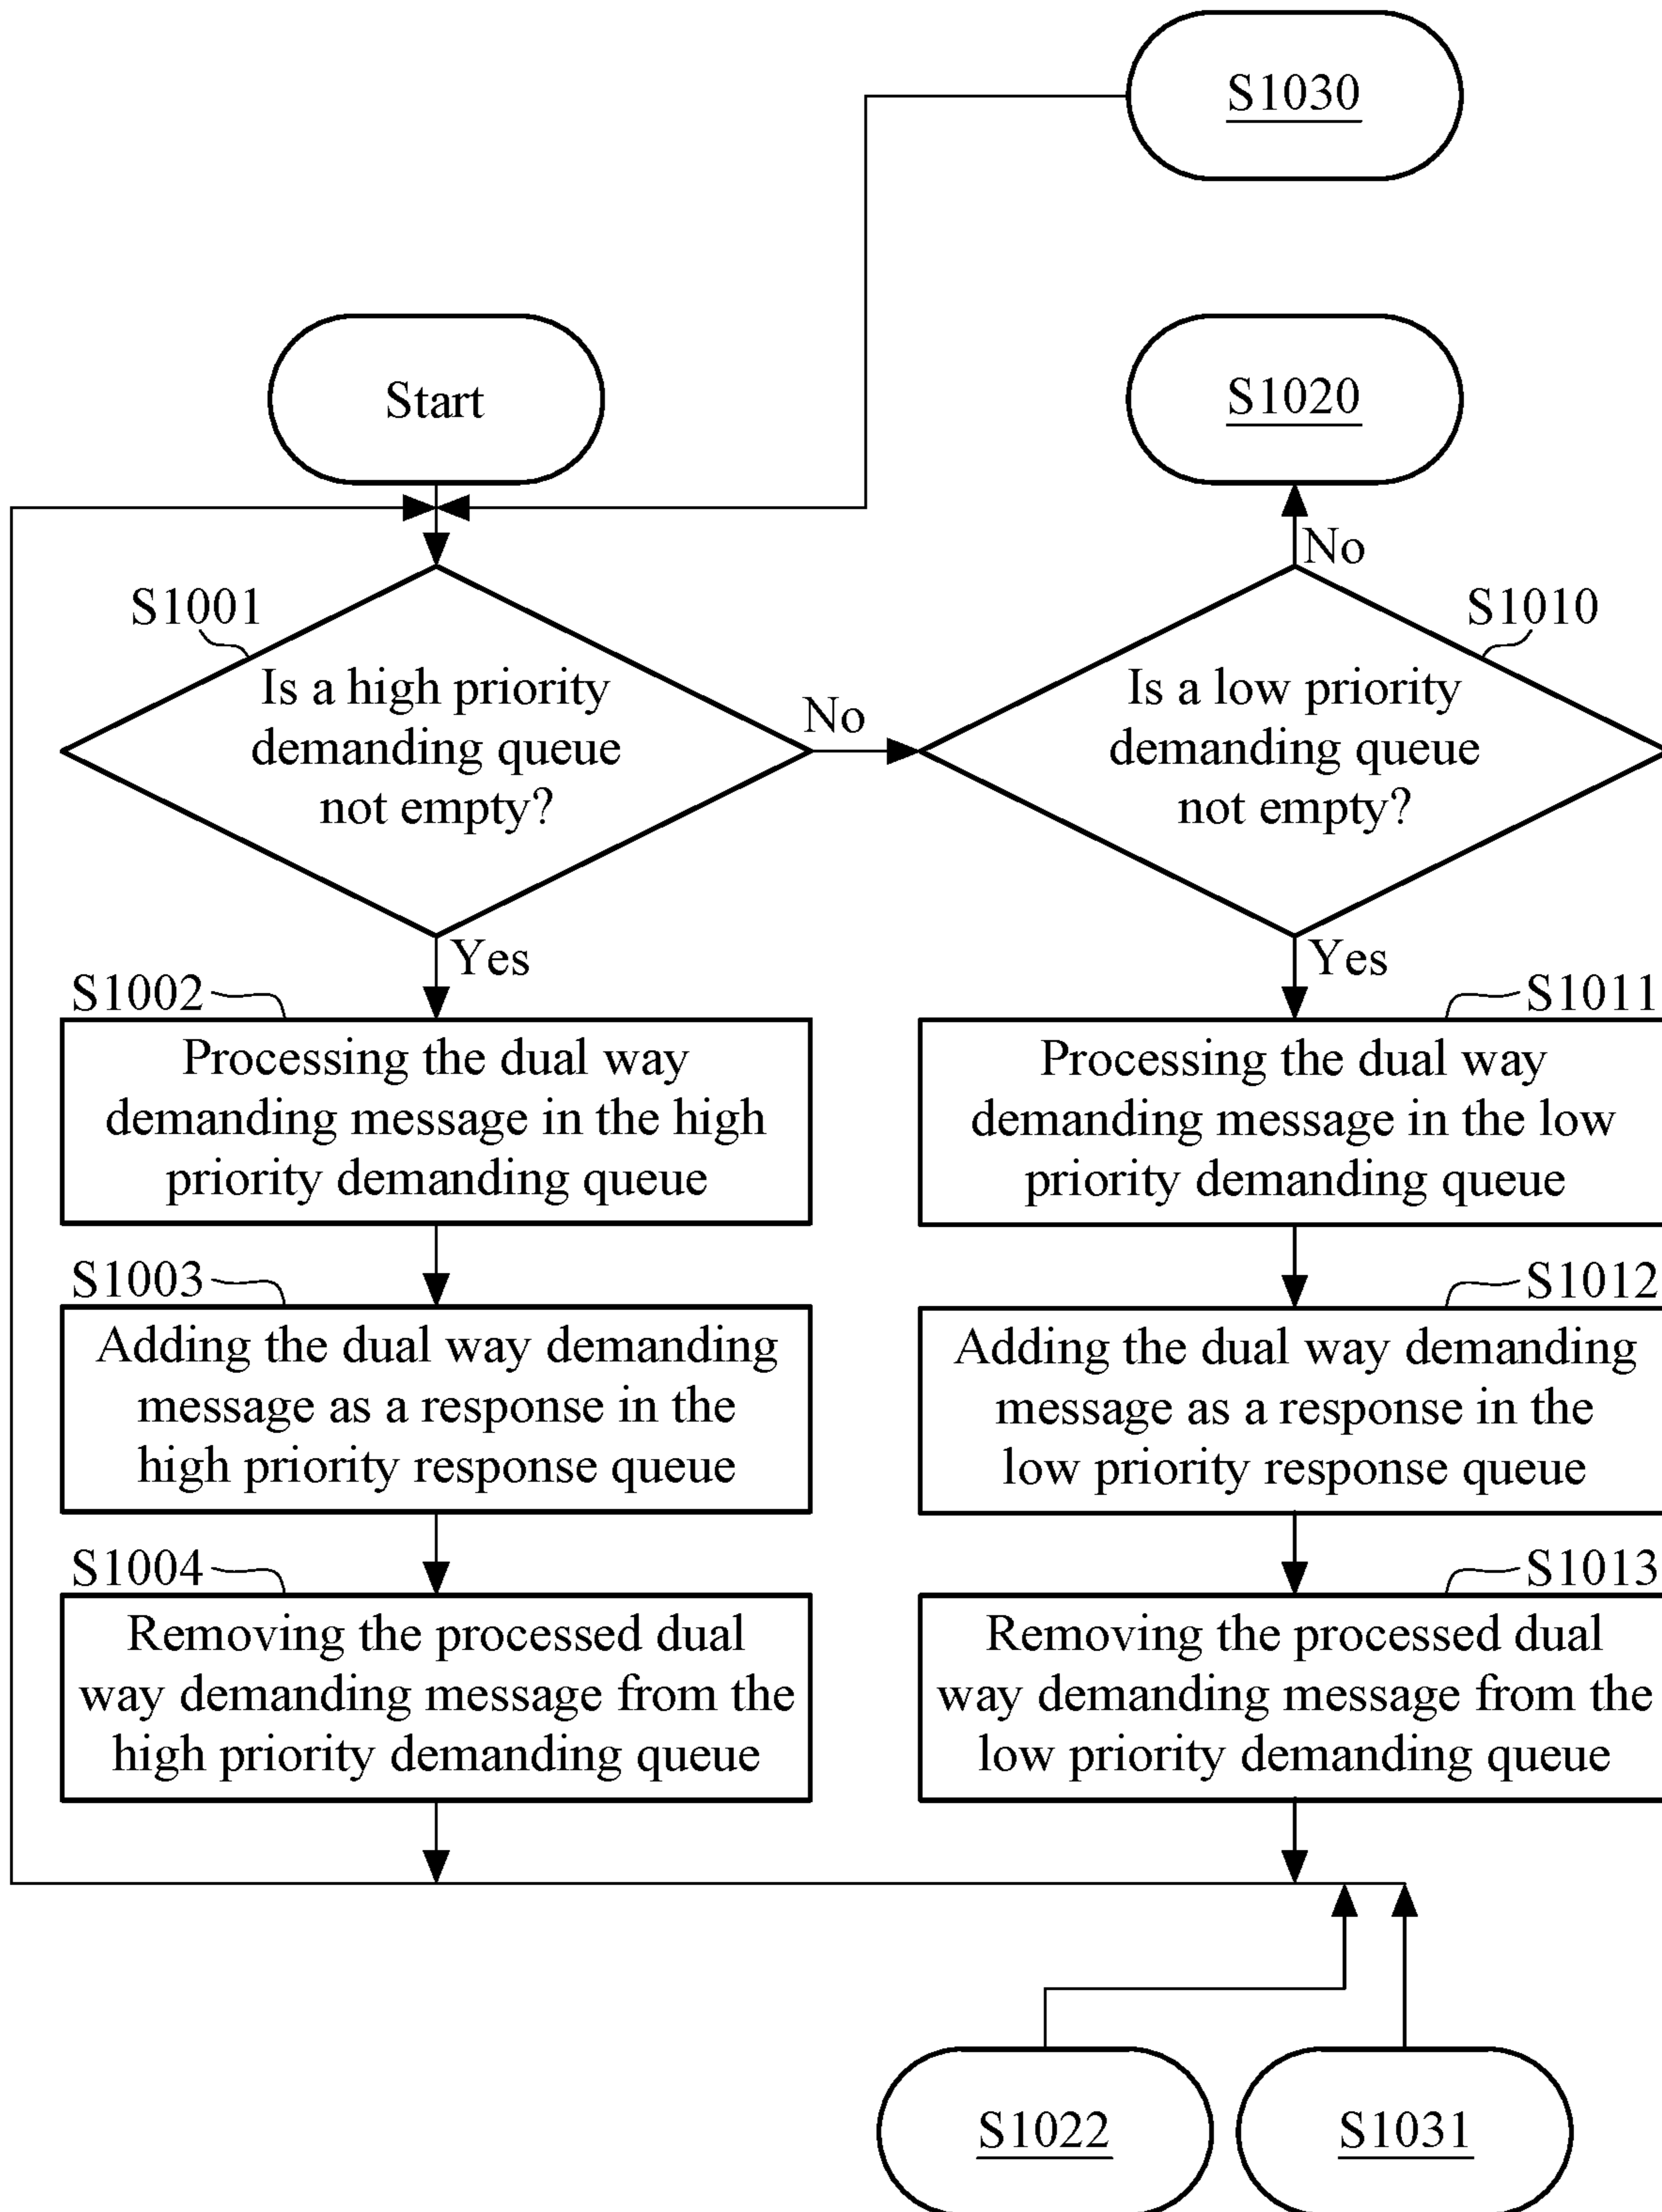 S1030
Start
S1020
No
S1001
S1010
Is a high priority
demanding queue
not empty?
No
Is a low priority
demanding queue
not empty?
Yes
Yes
S1002
S1011
Processing the dual way
demanding message in the high
priority demanding queue
Processing the dual way
demanding message in the low
priority demanding queue
S1003
S1012
Adding the dual way demanding
message as a response in the
high priority response queue
Adding the dual way demanding
message as a response in the
low priority response queue
S1004
S1013
Removing the processed dual
way demanding message from the
high priority demanding queue
Removing the processed dual
way demanding message from the
low priority demanding queue
S1022
S1031